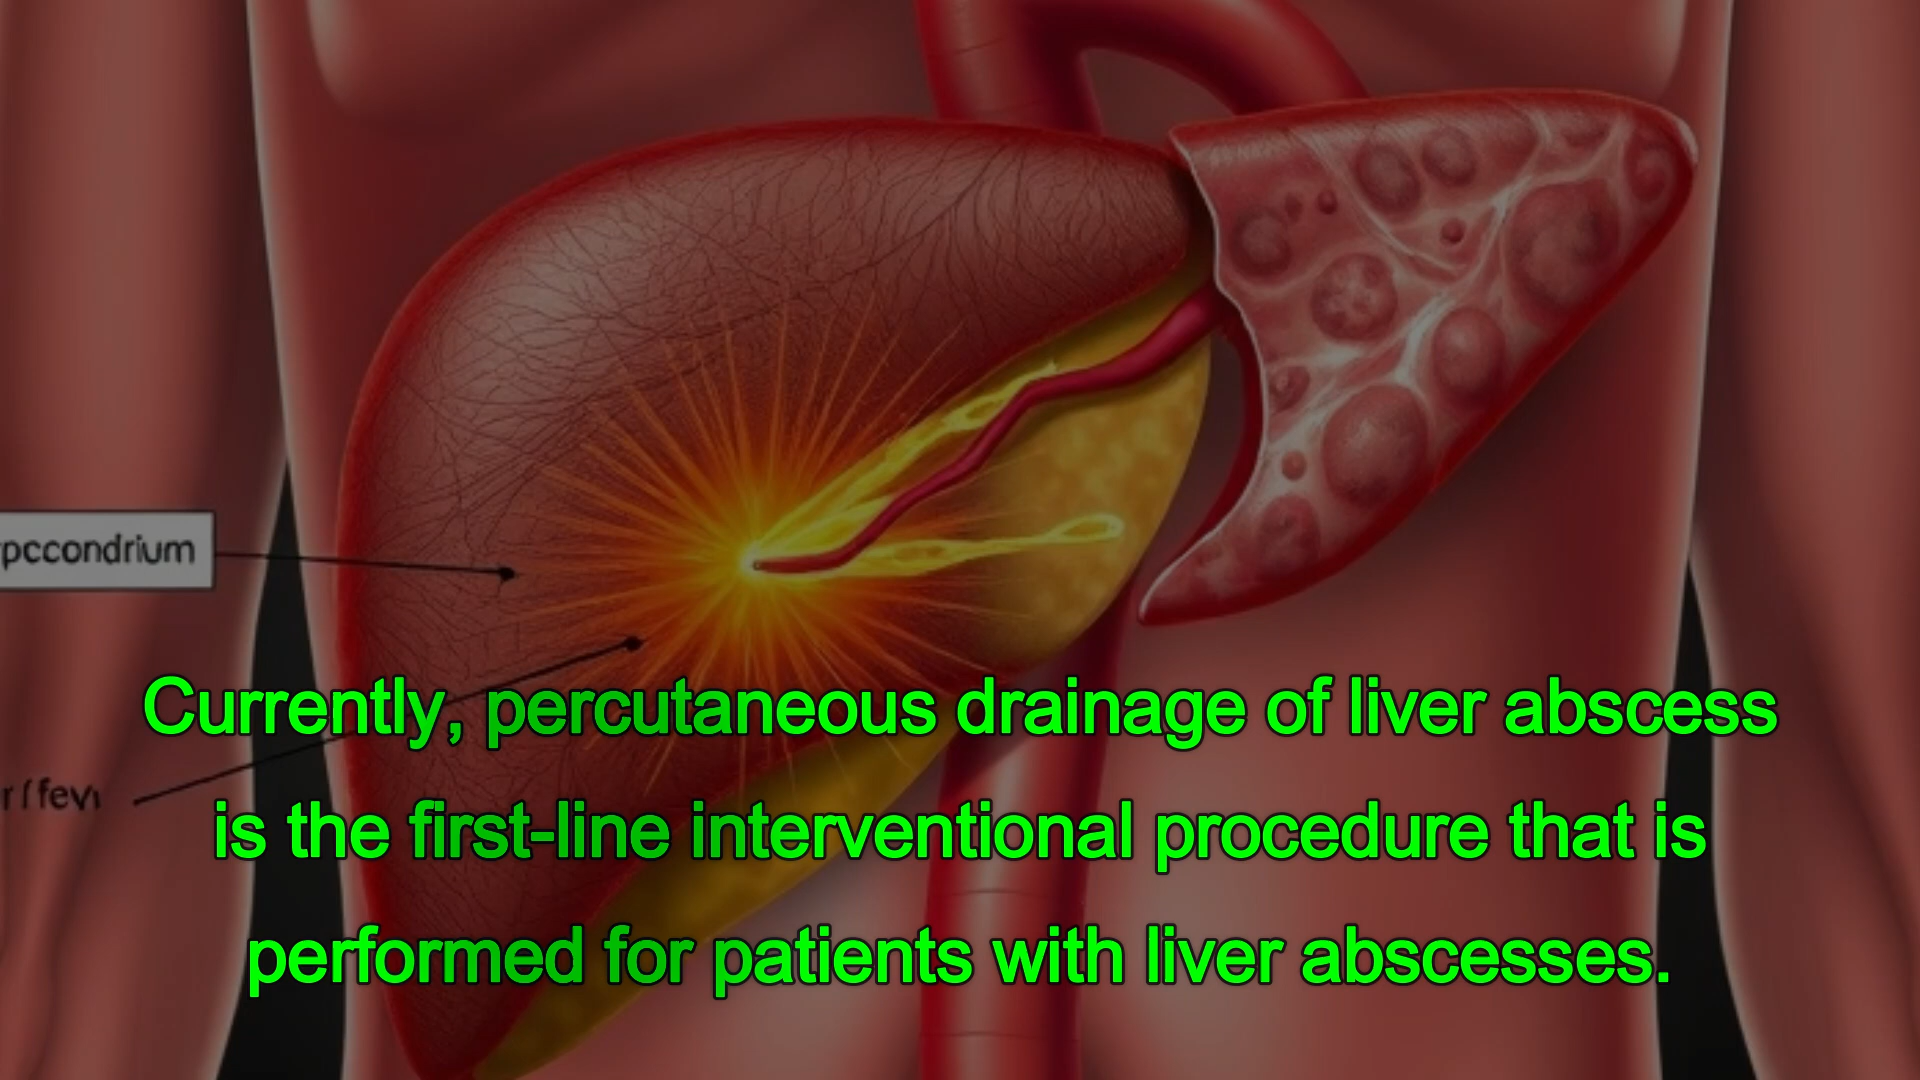 rpccondrium
Currently, percutaneous drainage of liver abscess
is the first-line interventional procedure that is
performed for patients with liver abscesses.